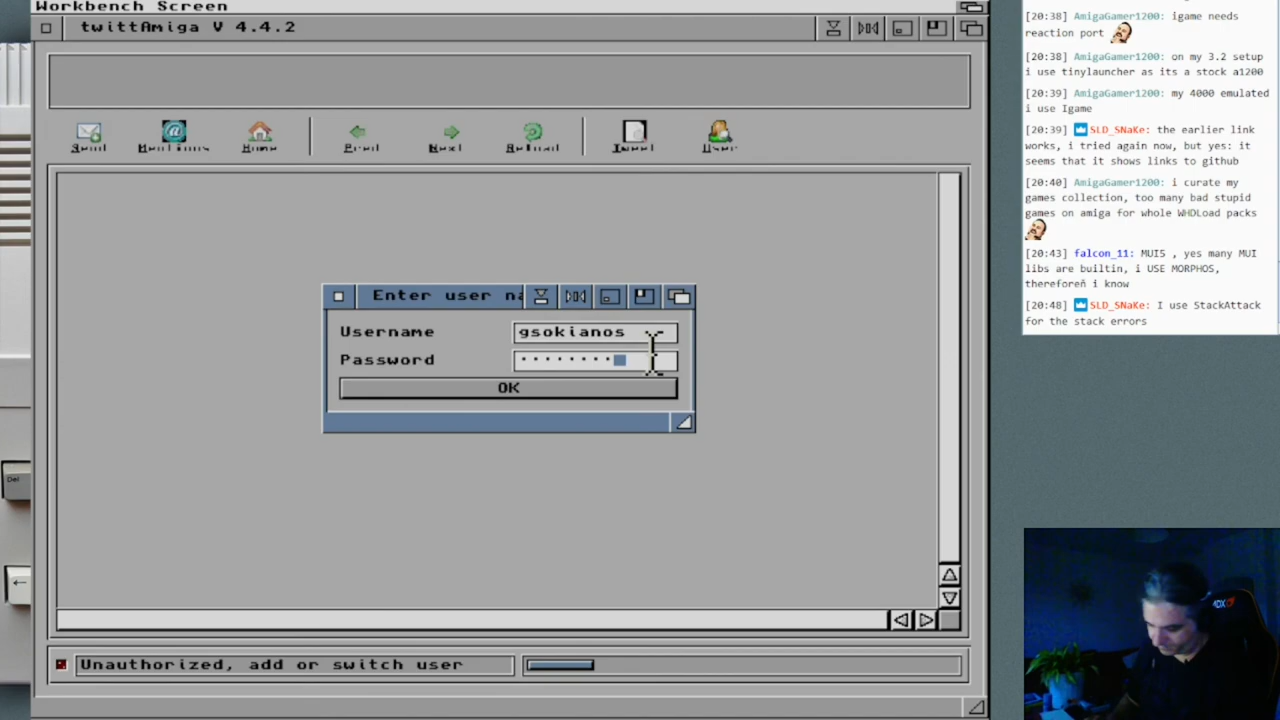 Workbench Screen
twittAmiga V 4.4.2
Send
Mentions
Home
Pred
Next
Reload
Tweet
User
Enter user na
Username
gsokianos
Password
OK
Unauthorized, add or switch user
Del
[20:38] AmigaGamer1200: igame needs
reaction port
[20:38] AmigaGamer1200: on my 3.2 setup
i use tinylauncher as its a stock a1200
[20:39] AmigaGamer1200: my 4000 emulated
i use Igame
[20:39] SLD_SNaKe: the earlier link
works, i tried again now, but yes: it
seems that it shows links to github
[20:40] AmigaGamer1200: i curate my
games collection, too many bad stupid
games on amiga for whole WHDLoad packs
[20:43] falcon_11: MUI5 , yes many MUI
libs are builtin, i USE MORPHOS,
thereforeñ i know
[20:48] SLD_SNaKe: I use StackAttack
for the stack errors